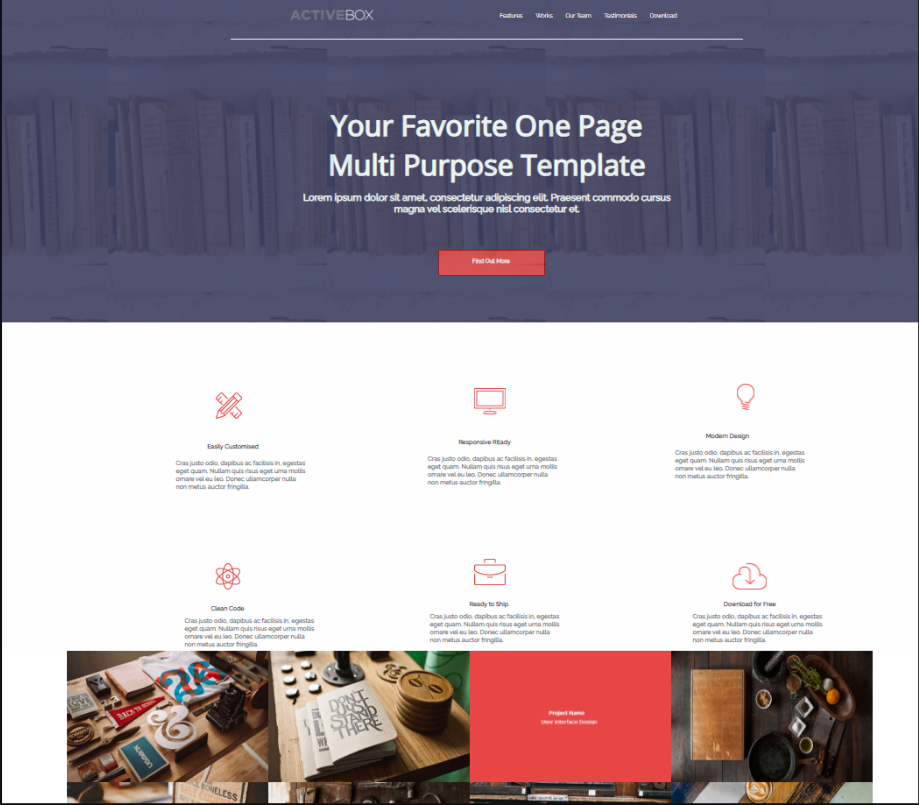 ACTIVEBOX
Features Works Our Team Testimonials Download
Your Favorite One Page
Multi Purpose Template
Lorem ipsum dolor sit amet, consectetur adipiscing elit. Praesent commodo cursus
magna vel scelerisque nisl consectetur et.
Find Out More
Easily Customised
Cras justo odio, dapibus ac facilisis in, egestas
eget quam. Nullam quis risus eget urna mollis
ornare vel eu leo. Donec ullamcorper nulla
non metus auctor fringilla.
Responsive REady
Cras justo odio, dapibus ac facilisis in, egestas
eget quam. Nullam quis risus eget urna mollis
ornare vel eu leo. Donec ullamcorper nulla
non metus auctor fringilla.
Modern Design
Cras justo odio, dapibus ac facilisis in, egestas
eget quam. Nullam quis risus eget urna mollis
ornare vel eu leo. Donec ullamcorper nulla
non metus auctor fringilla.
Clean Code
Cras justo odio, dapibus ac facilisis in, egestas
eget quam. Nullam quis risus eget urna mollis
ornare vel eu leo. Donec ullamcorper nulla
non metus auctor fringilla.
Ready to Ship
Cras justo odio, dapibus ac facilisis in, egestas
eget quam. Nullam quis risus eget urna mollis
ornare vel eu leo. Donec ullamcorper nulla
non metus auctor fringilla.
Download for Free
Cras justo odio, dapibus ac facilisis in, egestas
eget quam. Nullam quis risus eget urna mollis
ornare vel eu leo. Donec ullamcorper nulla
non metus auctor fringilla.
BACK TO
&
DON'T
JUST
STAND
THERE
Project Name
User Interface Design